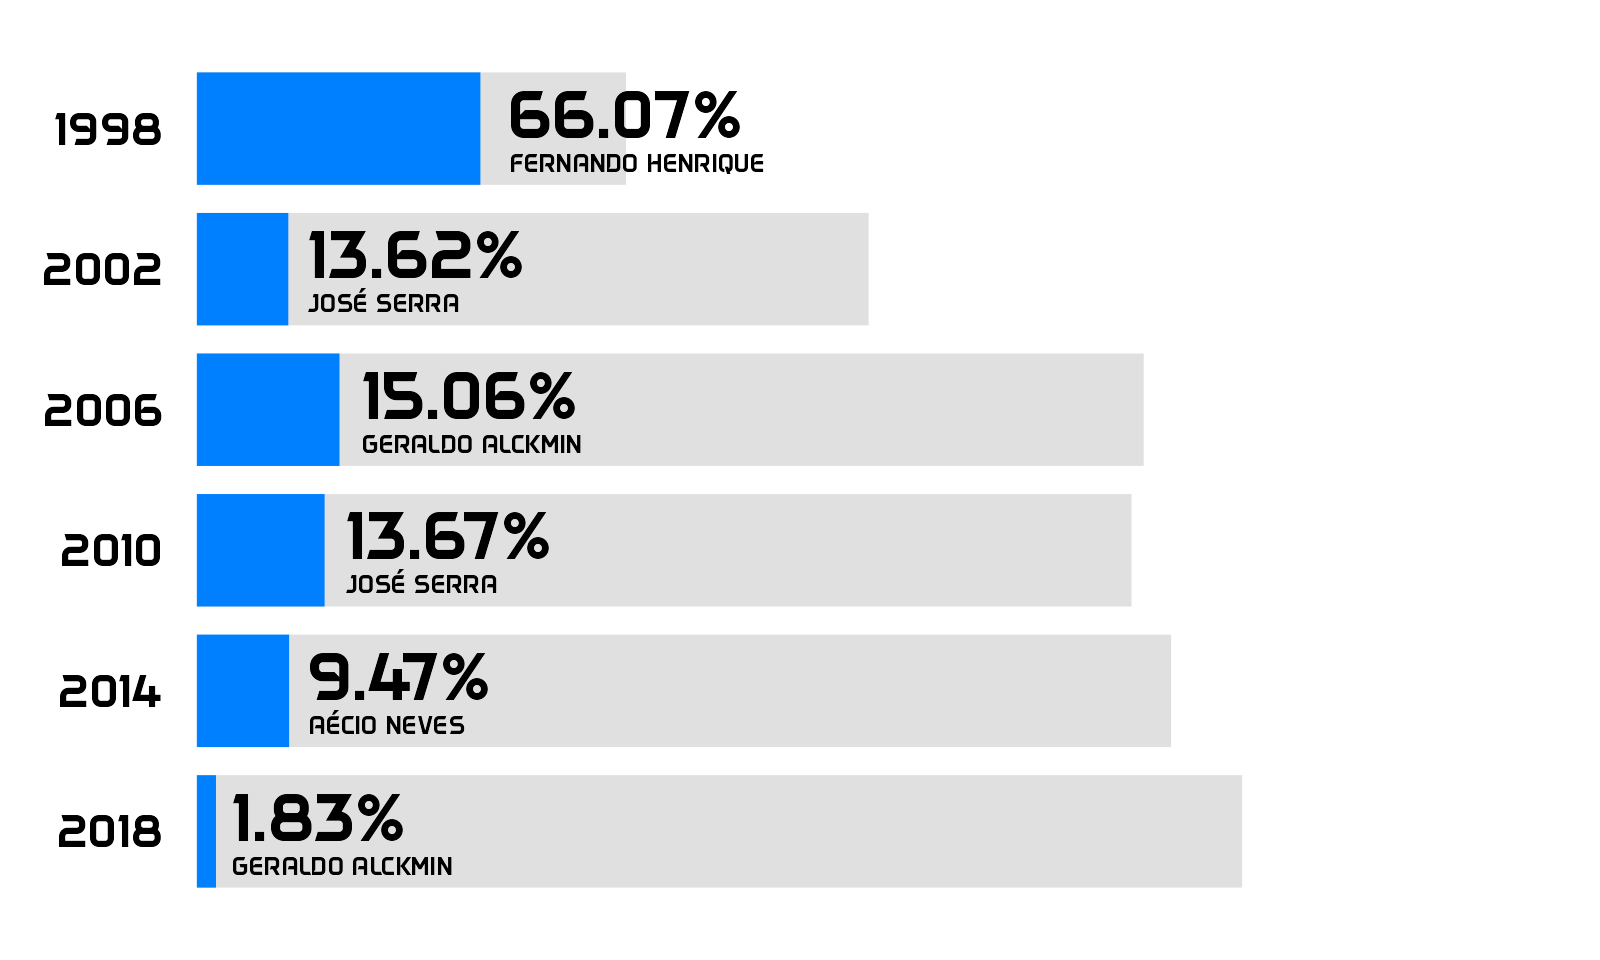 1998
66.07%
FERNANDO HENRIQUE
2002
13.62%
JOSÉ SERRA
2006
15.06%
GERALDO ALCKMIN
2010
13.67%
JOSÉ SERRA
2014
9.47%
AÉCIO NEVES
2018
1.83%
GERALDO ALCKMIN